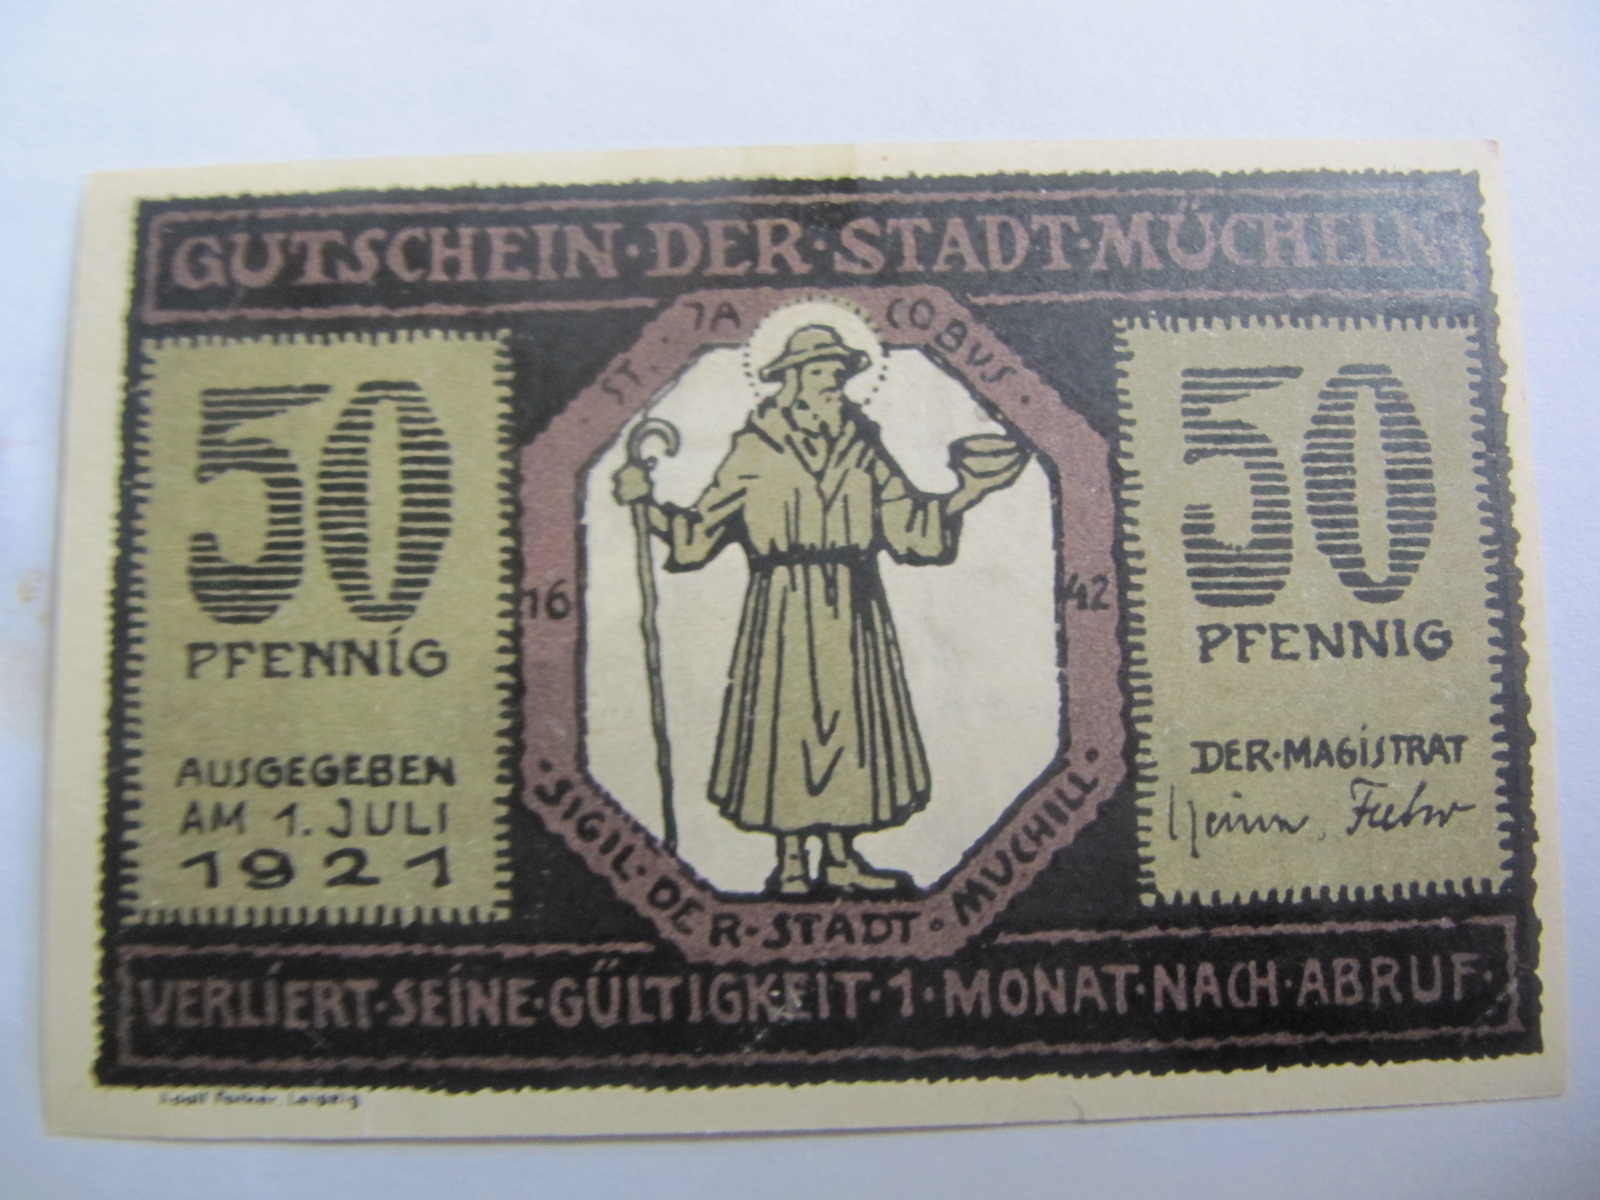 GUTSCHEIN·DER·STADT·MÜCHELN
ST. JACOBUS.
50
PFENNIG
AUSGEGEBEN
AM 1. JULI
1921
16 42
·SIGIL·DER·STADT·MUCHILL·
50
PFENNIG
DER·MAGISTRAT
VERLIERT·SEINE·GÜLTIGKEIT·1·MONAT·NACH·ABRUF·
Leipzig